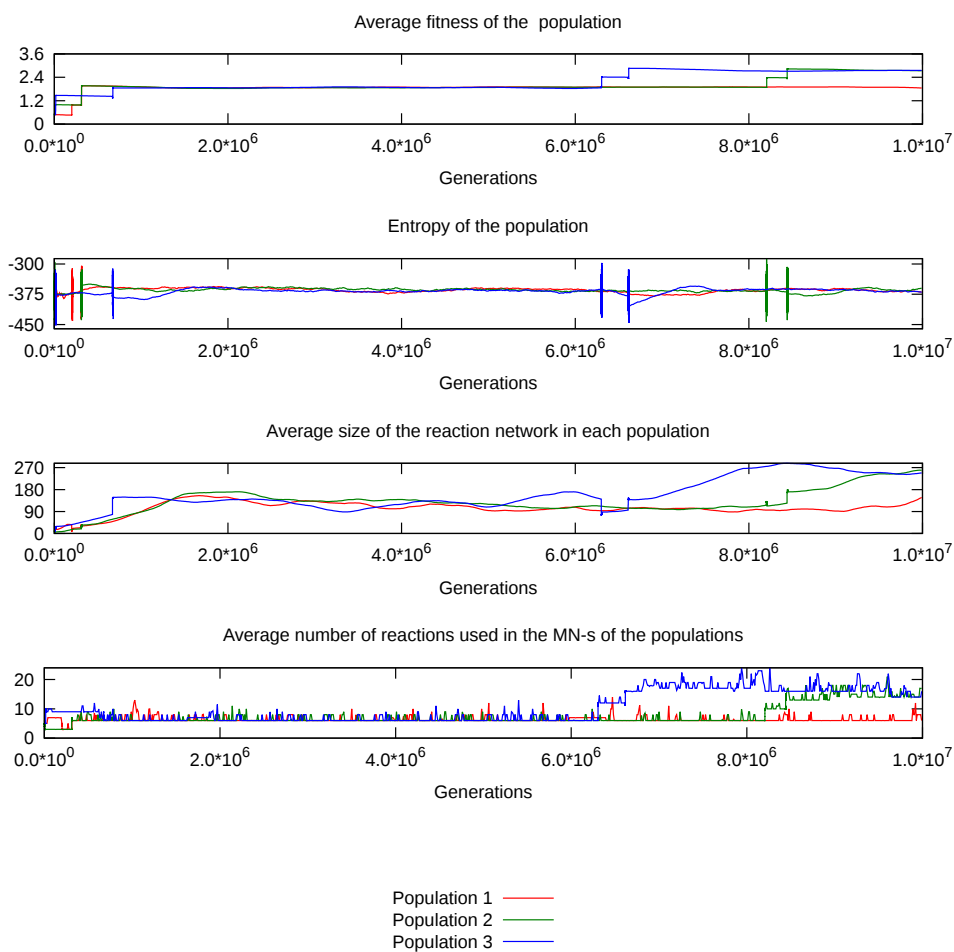 Average fitness of the  population
3.6
2.4
1.2
0
0.0*10^0 2.0*10^6 4.0*10^6 6.0*10^6 8.0*10^6 1.0*10^7
Generations
Entropy of the population
-300
-375
-450
0.0*10^0 2.0*10^6 4.0*10^6 6.0*10^6 8.0*10^6 1.0*10^7
Generations
Average size of the reaction network in each population
270
180
90
0
0.0*10^0 2.0*10^6 4.0*10^6 6.0*10^6 8.0*10^6 1.0*10^7
Generations
Average number of reactions used in the MN-s of the populations
20
10
0
0.0*10^0 2.0*10^6 4.0*10^6 6.0*10^6 8.0*10^6 1.0*10^7
Generations
Population 1
Population 2
Population 3